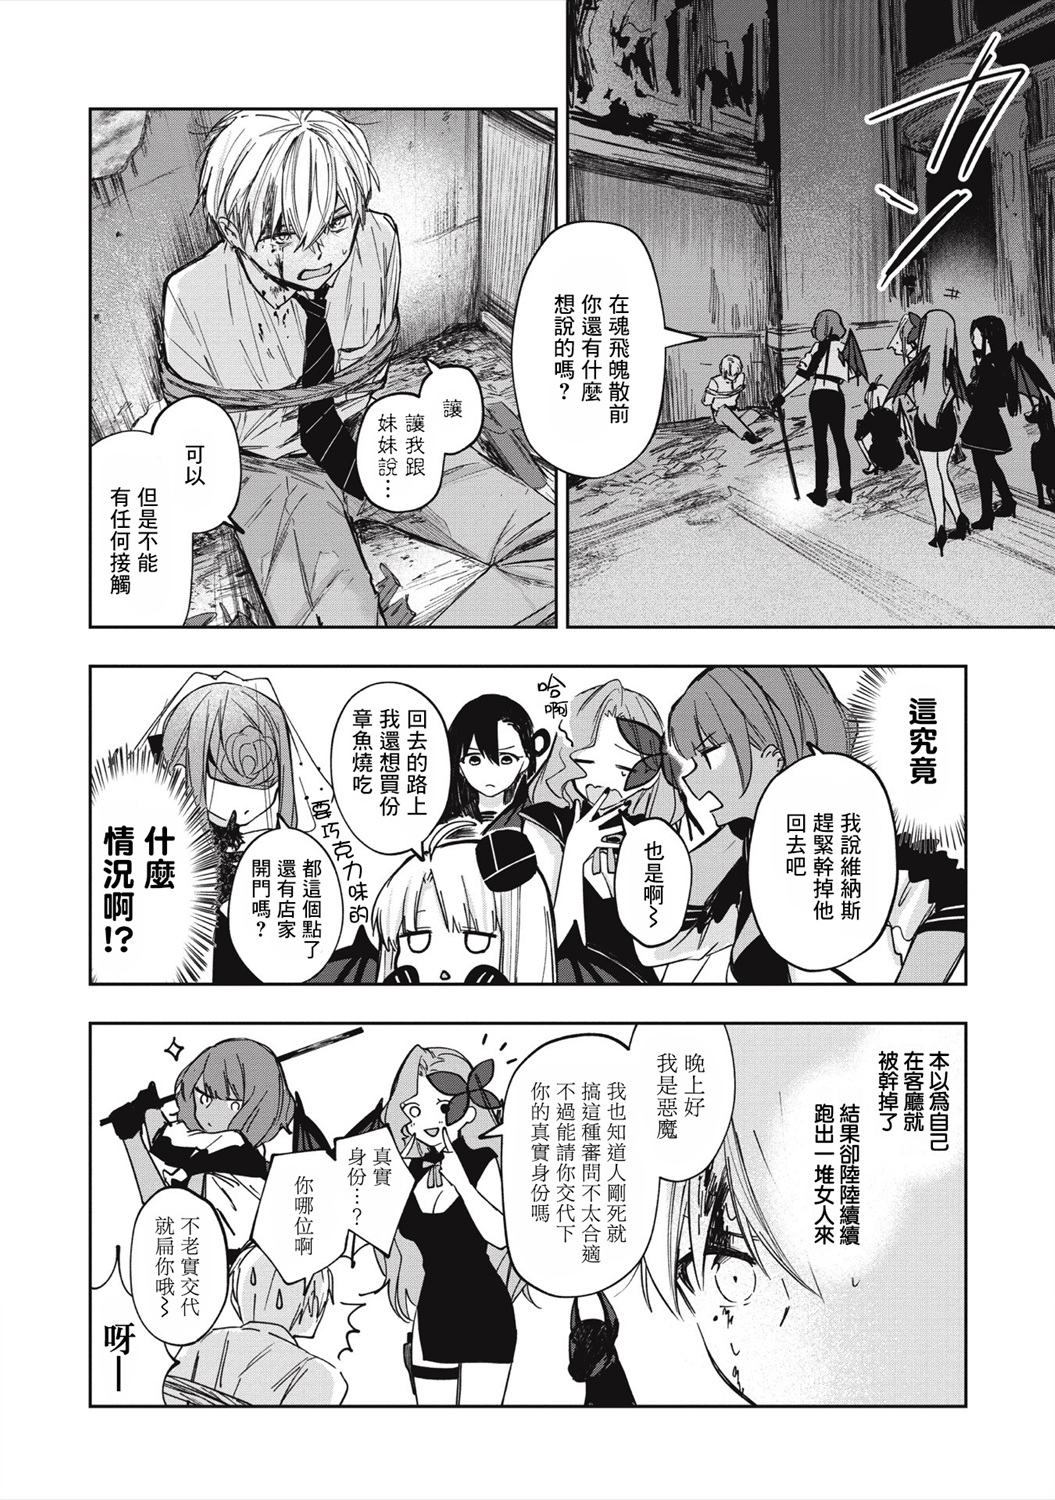 カン
在魂飛魄散前
你還有什麼
想說的嗎？
讓
讓我跟
妹妹說…
可以
但是不能
有任何接觸
這究竟
我說維納斯
趕緊幹掉他
回去吧
哈啊〜
也是啊〜
回去的路上
我還想買份
章魚燒吃
要巧克力味的
都這個點了
還有店家
開門嗎？
什麼
情況啊!?
本以為自己
在客廳就
被幹掉了
結果卻陸陸續續
跑出一堆女人來
晚上好
我是惡魔
我也知道人剛死就
搞這種審問不太合適
不過能請你交代下
你的真實身份嗎
真實
身份…？
你哪位啊
不老實交代
就扁你哦〜
呀ー